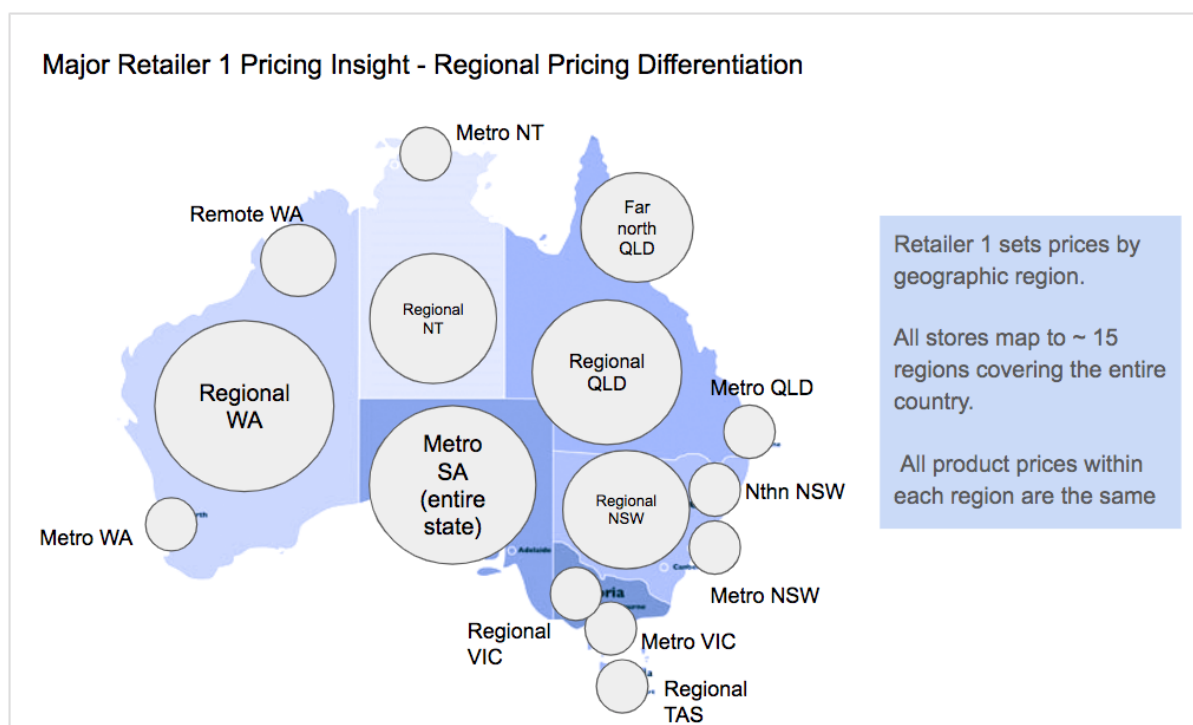 Major Retailer 1 Pricing Insight - Regional Pricing Differentiation
Metro NT
Remote WA
Far
north
QLD
Regional
NT
Regional
QLD
Regional
WA
Metro QLD
Metro
SA
(entire
state)
Regional
NSW
Nthn NSW
Metro WA
Adelaide
Metro NSW
Regional
VIC
Metro VIC
Regional
TAS
Retailer 1 sets prices by
geographic region.
All stores map to ~ 15
regions covering the entire
country.
All product prices within
each region are the same